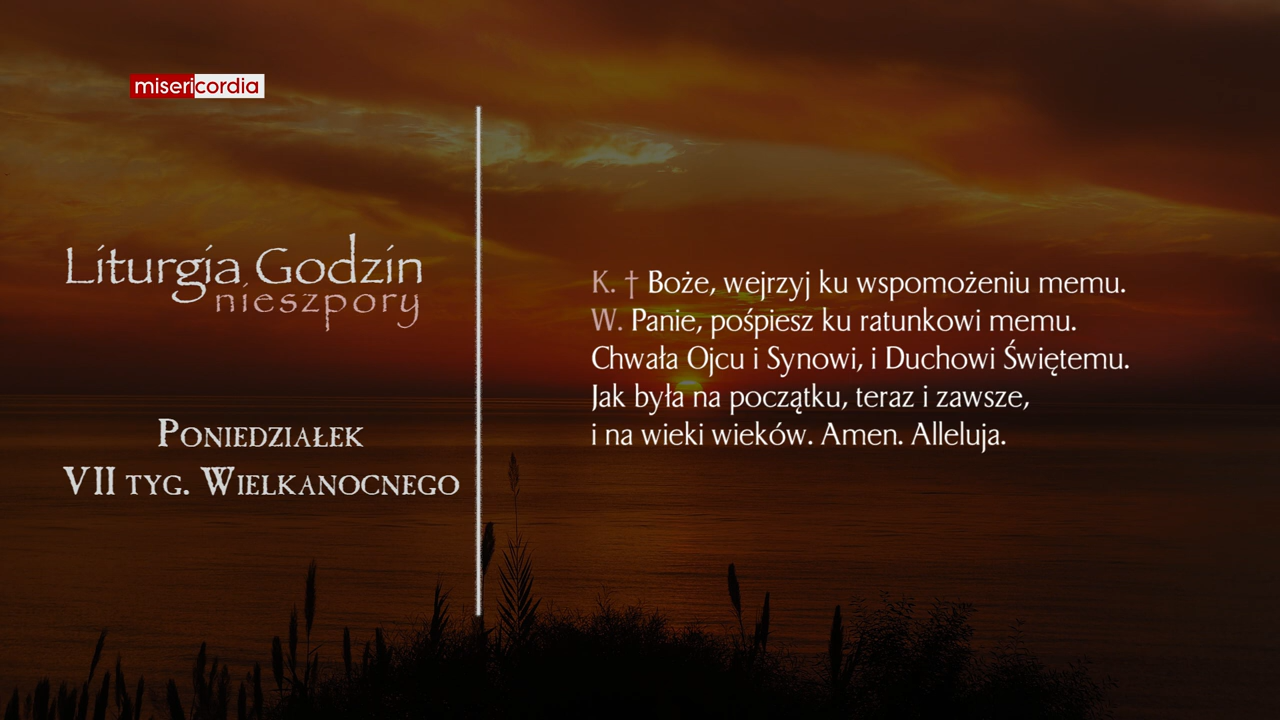 misericordia
Liturgia Godzin
nieszpory
Poniedziałek
VII tyg. Wielkanocnego
K. † Boże, wejrzyj ku wspomożeniu memu.
W. Panie, pośpiesz ku ratunkowi memu.
Chwała Ojcu i Synowi, i Duchowi Świętemu.
Jak była na początku, teraz i zawsze,
i na wieki wieków. Amen. Alleluja.